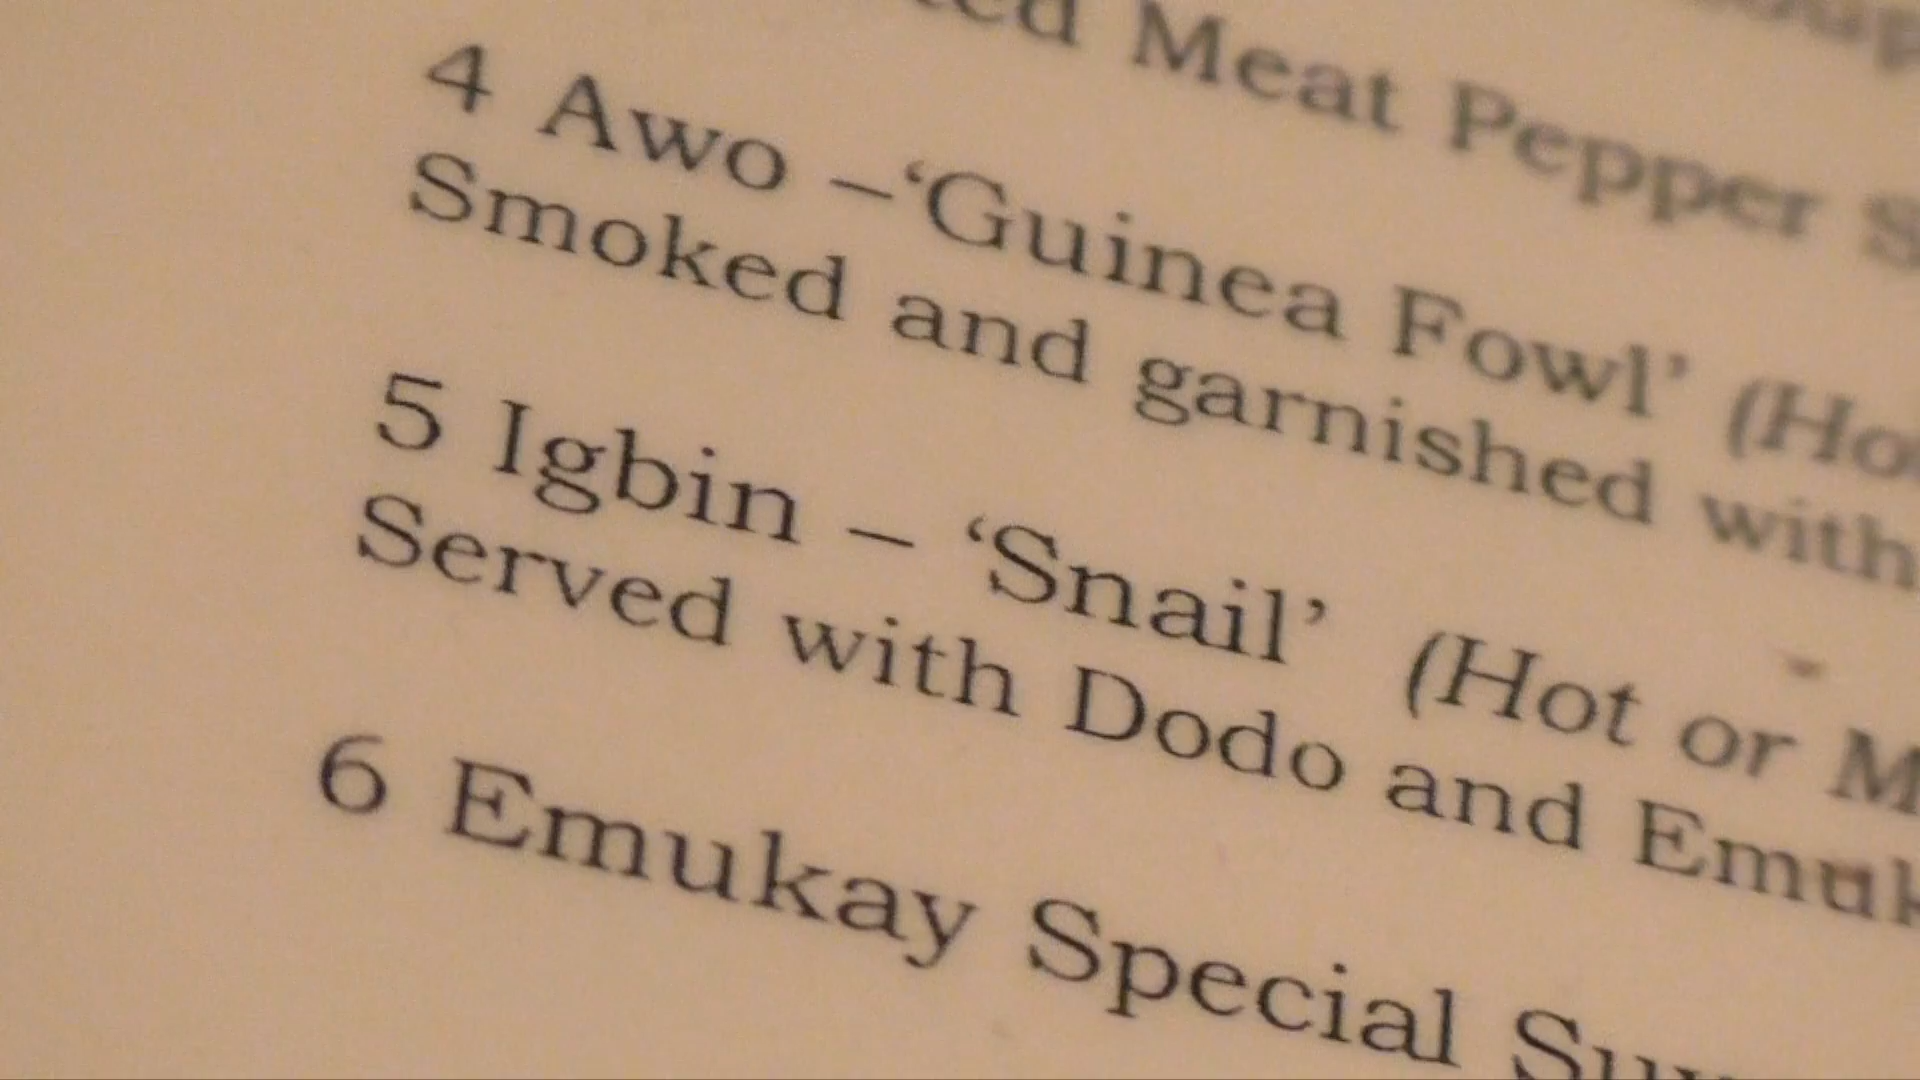 Meat Pepper
4 Awo –‘Guinea Fowl’ (Hot
Smoked and garnished with
5 Igbin – ‘Snail’ (Hot or M
Served with Dodo and Emuk
6 Emukay Special